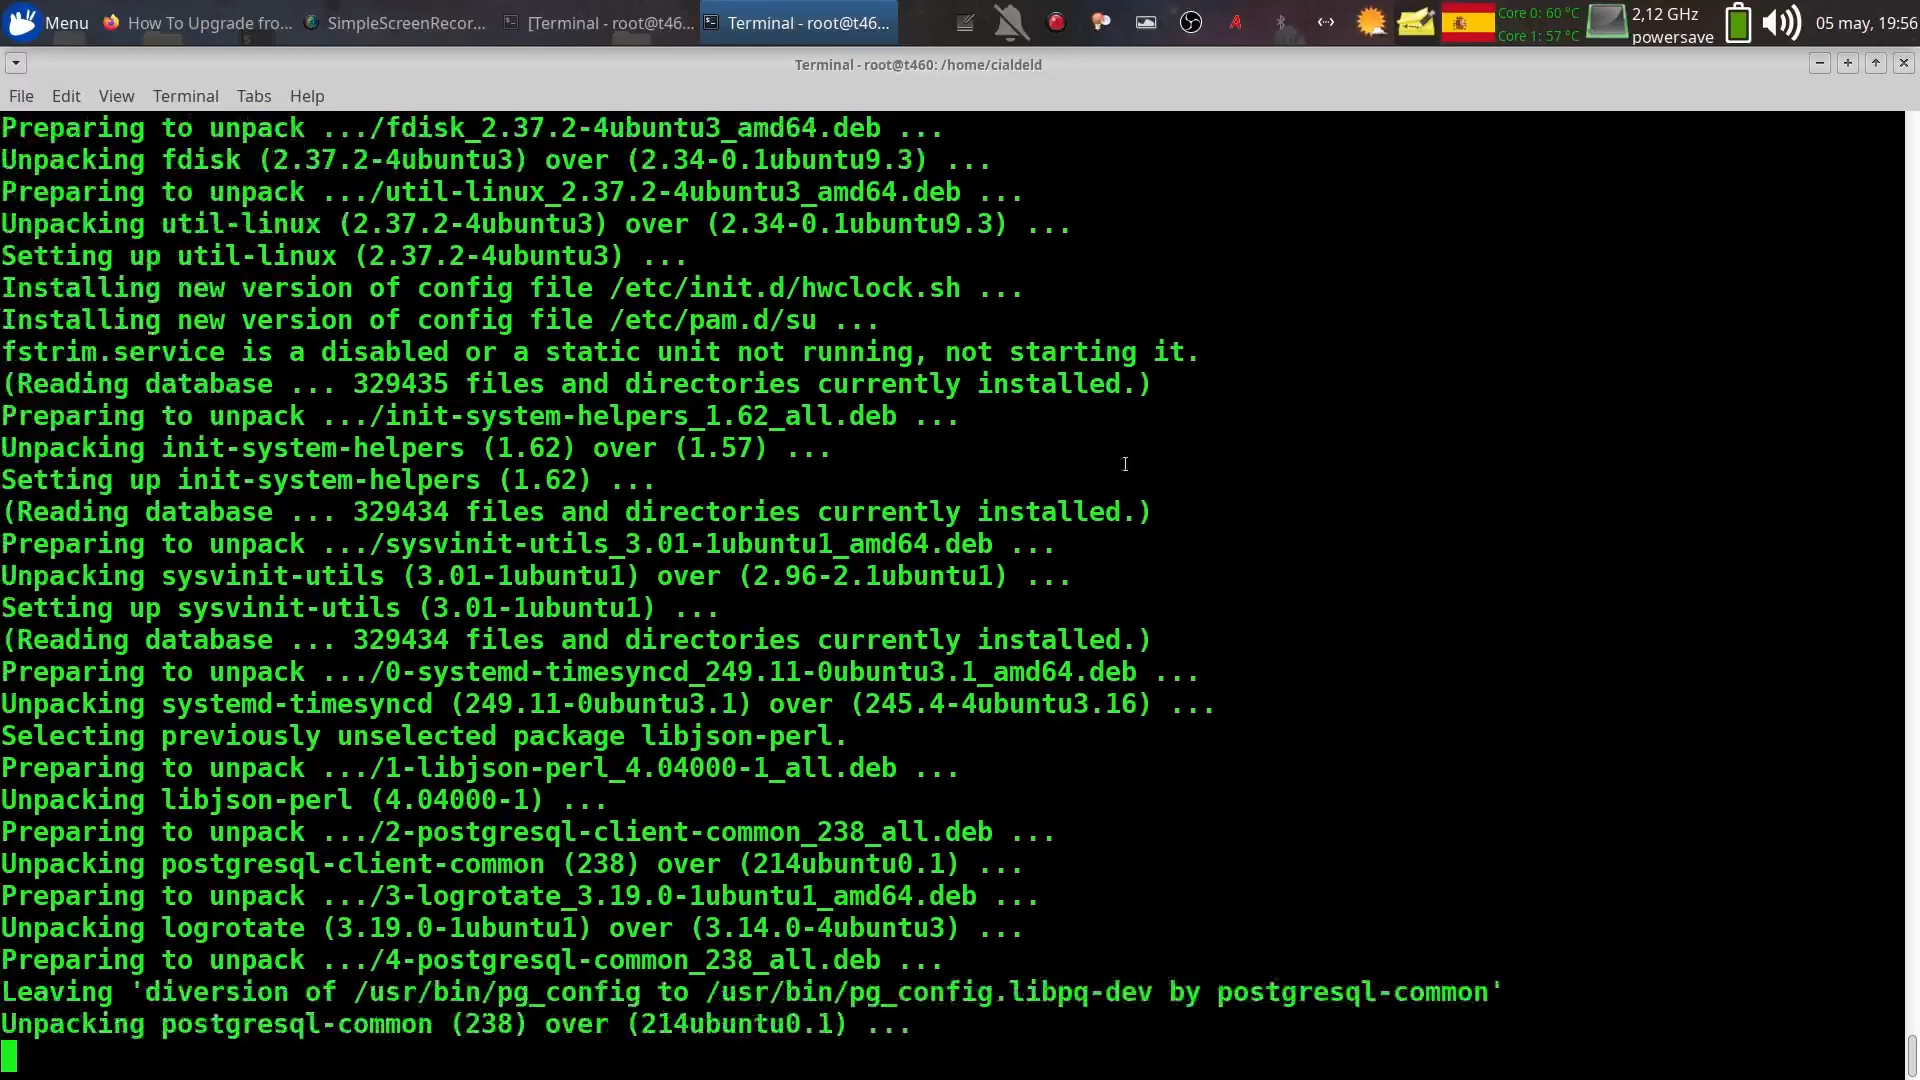 Menu
How To Upgrade fro...
SimpleScreenRecor...
[Terminal - root@t46...
Terminal - root@t46...
A
Core 0: 60 °C
Core 1: 57 °C
2,12 GHz
powersave
05 may, 19:56
Terminal - root@t460: /home/cialdeld
File Edit View Terminal Tabs Help
Preparing to unpack .../fdisk_2.37.2-4ubuntu3_amd64.deb ...
Unpacking fdisk (2.37.2-4ubuntu3) over (2.34-0.1ubuntu9.3) ...
Preparing to unpack .../util-linux_2.37.2-4ubuntu3_amd64.deb ...
Unpacking util-linux (2.37.2-4ubuntu3) over (2.34-0.1ubuntu9.3) ...
Setting up util-linux (2.37.2-4ubuntu3) ...
Installing new version of config file /etc/init.d/hwclock.sh ...
Installing new version of config file /etc/pam.d/su ...
fstrim.service is a disabled or a static unit not running, not starting it.
(Reading database ... 329435 files and directories currently installed.)
Preparing to unpack .../init-system-helpers_1.62_all.deb ...
Unpacking init-system-helpers (1.62) over (1.57) ...
Setting up init-system-helpers (1.62) ...
(Reading database ... 329434 files and directories currently installed.)
Preparing to unpack .../sysvinit-utils_3.01-1ubuntu1_amd64.deb ...
Unpacking sysvinit-utils (3.01-1ubuntu1) over (2.96-2.1ubuntu1) ...
Setting up sysvinit-utils (3.01-1ubuntu1) ...
(Reading database ... 329434 files and directories currently installed.)
Preparing to unpack .../0-systemd-timesyncd_249.11-0ubuntu3.1_amd64.deb ...
Unpacking systemd-timesyncd (249.11-0ubuntu3.1) over (245.4-4ubuntu3.16) ...
Selecting previously unselected package libjson-perl.
Preparing to unpack .../1-libjson-perl_4.04000-1_all.deb ...
Unpacking libjson-perl (4.04000-1) ...
Preparing to unpack .../2-postgresql-client-common_238_all.deb ...
Unpacking postgresql-client-common (238) over (214ubuntu0.1) ...
Preparing to unpack .../3-logrotate_3.19.0-1ubuntu1_amd64.deb ...
Unpacking logrotate (3.19.0-1ubuntu1) over (3.14.0-4ubuntu3) ...
Preparing to unpack .../4-postgresql-common_238_all.deb ...
Leaving 'diversion of /usr/bin/pg_config to /usr/bin/pg_config.libpq-dev by postgresql-common'
Unpacking postgresql-common (238) over (214ubuntu0.1) ...